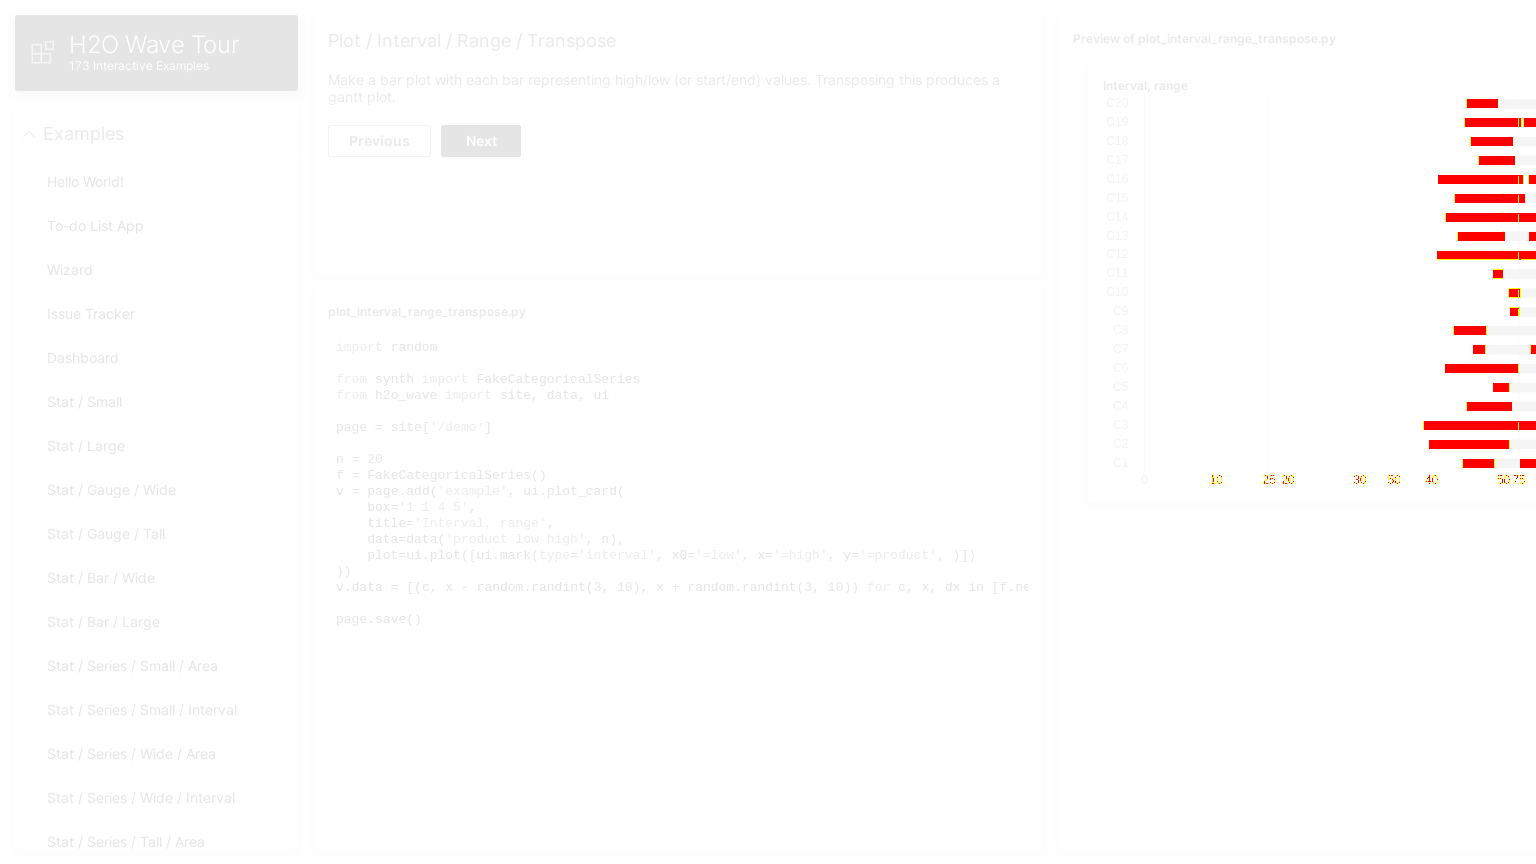 H2O Wave Tour
173 Interactive Examples
Examples
Hello World!
To-do List App
Wizard
Issue Tracker
Dashboard
Stat / Small
Stat / Large
Stat / Gauge / Wide
Stat / Gauge / Tall
Stat / Bar / Wide
Stat / Bar / Large
Stat / Series / Small / Area
Stat / Series / Small / Interval
Stat / Series / Wide / Area
Stat / Series / Wide / Interval
Stat / Series / Tall / Area
Plot / Interval / Range / Transpose
Make a bar plot with each bar representing high/low (or start/end) values. Transposing this produces a
gantt plot.
Previous Next
plot_interval_range_transpose.py
import random
from synth import FakeCategoricalSeries
from h2o_wave import site, data, ui
page = site['/demo']
n = 20
f = FakeCategoricalSeries()
v = page.add('example', ui.plot_card(
box='1 1 4 5',
title='Interval, range',
data=data('product low high', n),
plot=ui.plot([ui.mark(type='interval', x0='=low', x='=high', y='=product', )])
))
v.data = [(c, x - random.randint(3, 10), x + random.randint(3, 10)) for c, x, dx in [f.ne
page.save()
Preview of plot_interval_range_transpose.py
Interval, range
C20
C19
C18
C17
C16
C15
C14
C13
C12
C11
C10
C9
C8
C7
C6
C5
C4
C3
C2
C1
0 10 25 20 30 50 40 50 75